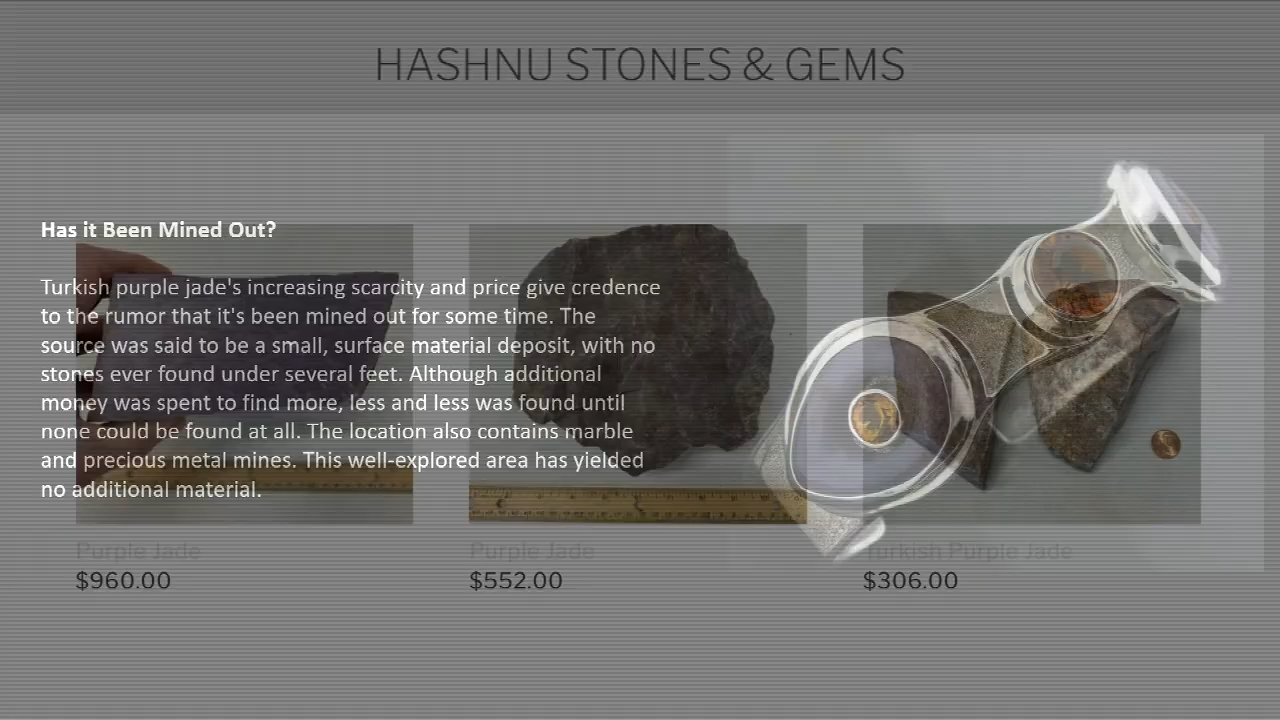 HASHNU STONES & GEMS
Has it Been Mined Out?
Turkish purple jade's increasing scarcity and price give credence
to the rumor that it's been mined out for some time. The
source was said to be a small, surface material deposit, with no
stones ever found under several feet. Although additional
money was spent to find more, less and less was found until
none could be found at all. The location also contains marble
and precious metal mines. This well-explored area has yielded
no additional material.
Purple Jade
$960.00
Purple Jade
$552.00
Turkish Purple Jade
$306.00